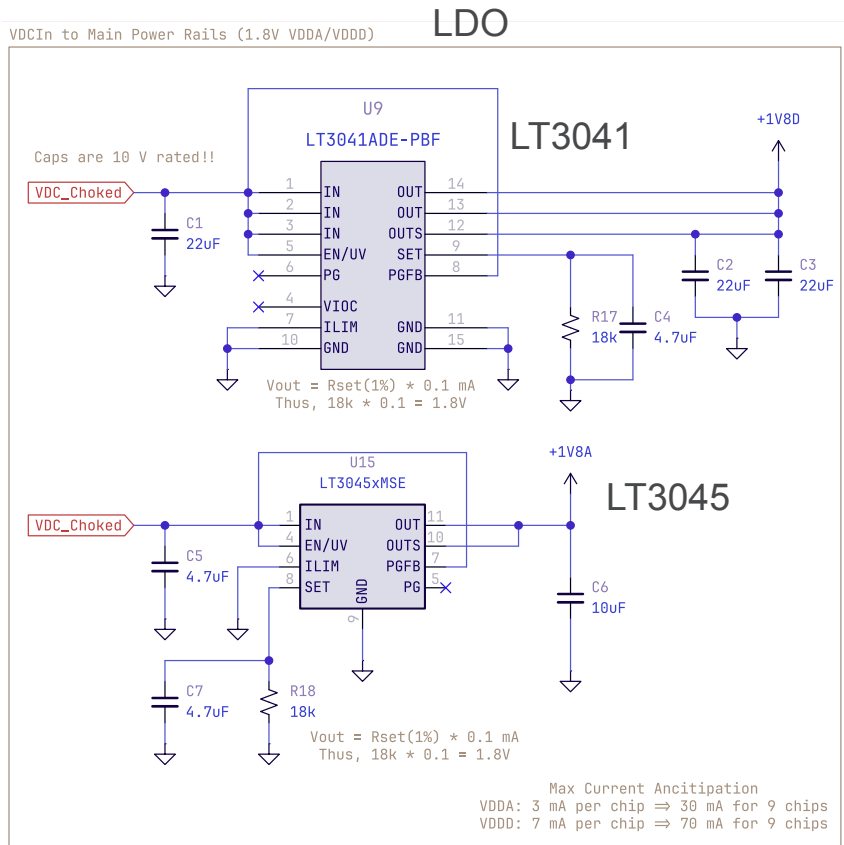 LDO
VDCIn to Main Power Rails (1.8V VDDA/VDDD)
U9
LT3041ADE-PBF
LT3041
+1V8D
Caps are 10 V rated!!
VDC_Choked
1 IN OUT 14
2 IN OUT 13
3 IN OUTS 12
5 EN/UV SET 9
6 PG PGFB 8
4 VIOC
7 ILIM GND 11
10 GND GND 15
C1
22uF
C2
22uF
C3
22uF
R17
18k
C4
4.7uF
Vout = Rset(1%) * 0.1 mA
Thus, 18k * 0.1 = 1.8V
U15
LT3045xMSE
+1V8A
LT3045
VDC_Choked
1 IN OUT 11
4 EN/UV OUTS 10
6 ILIM PGFB 7
8 SET PG 5
GND
9
C5
4.7uF
C6
10uF
C7
4.7uF
R18
18k
Vout = Rset(1%) * 0.1 mA
Thus, 18k * 0.1 = 1.8V
Max Current Ancitipation
VDDA: 3 mA per chip => 30 mA for 9 chips
VDDD: 7 mA per chip => 70 mA for 9 chips